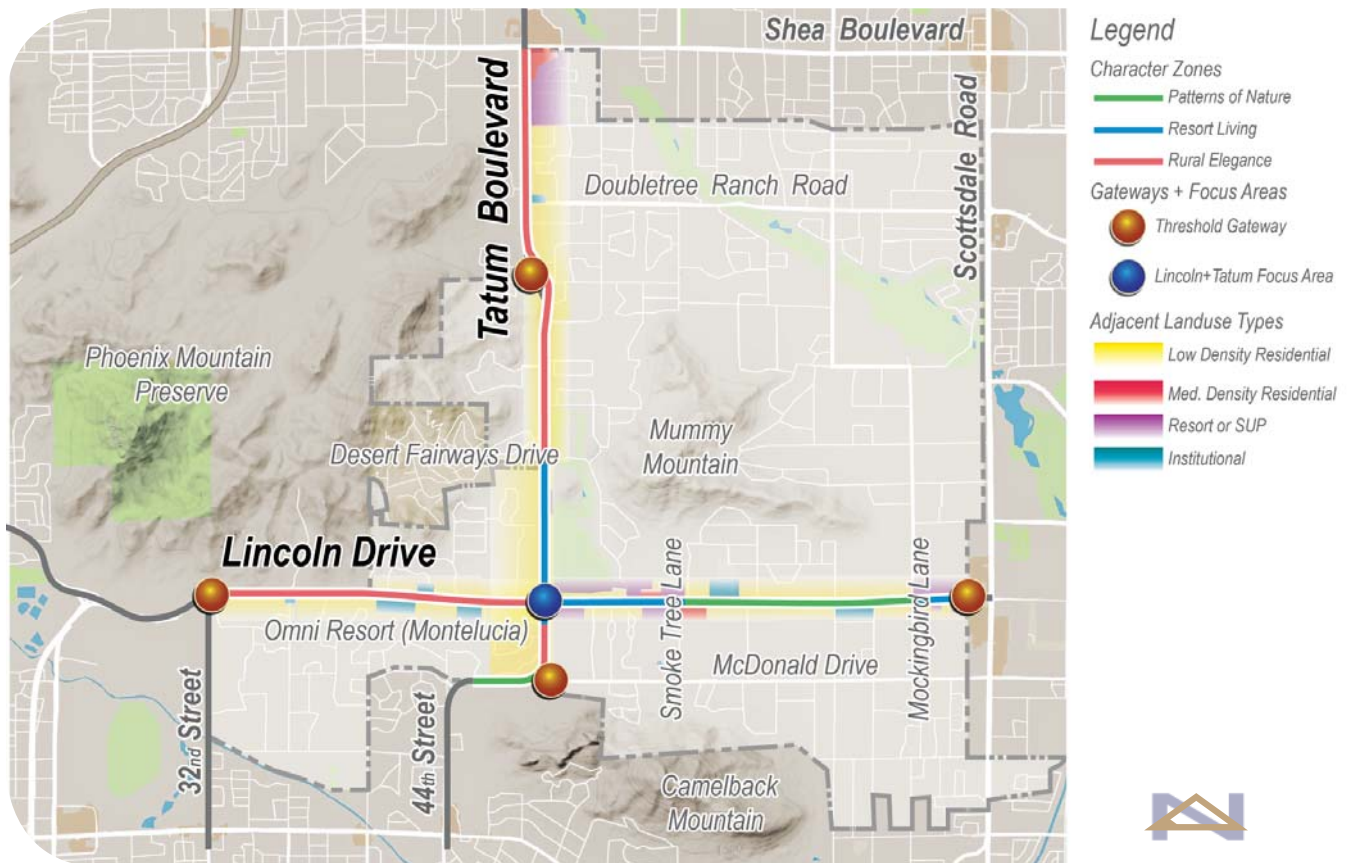 Shea Boulevard
Tatum Boulevard
Scottsdale Road
Doubletree Ranch Road
Phoenix Mountain
Preserve
Desert Fairways Drive
Mummy
Mountain
Lincoln Drive
Omni Resort (Montelucia)
Smoke Tree Lane
Mockingbird Lane
McDonald Drive
32nd Street
44th Street
Camelback
Mountain
Legend
Character Zones
Patterns of Nature
Resort Living
Rural Elegance
Gateways + Focus Areas
Threshold Gateway
Lincoln+Tatum Focus Area
Adjacent Landuse Types
Low Density Residential
Med. Density Residential
Resort or SUP
Institutional
N